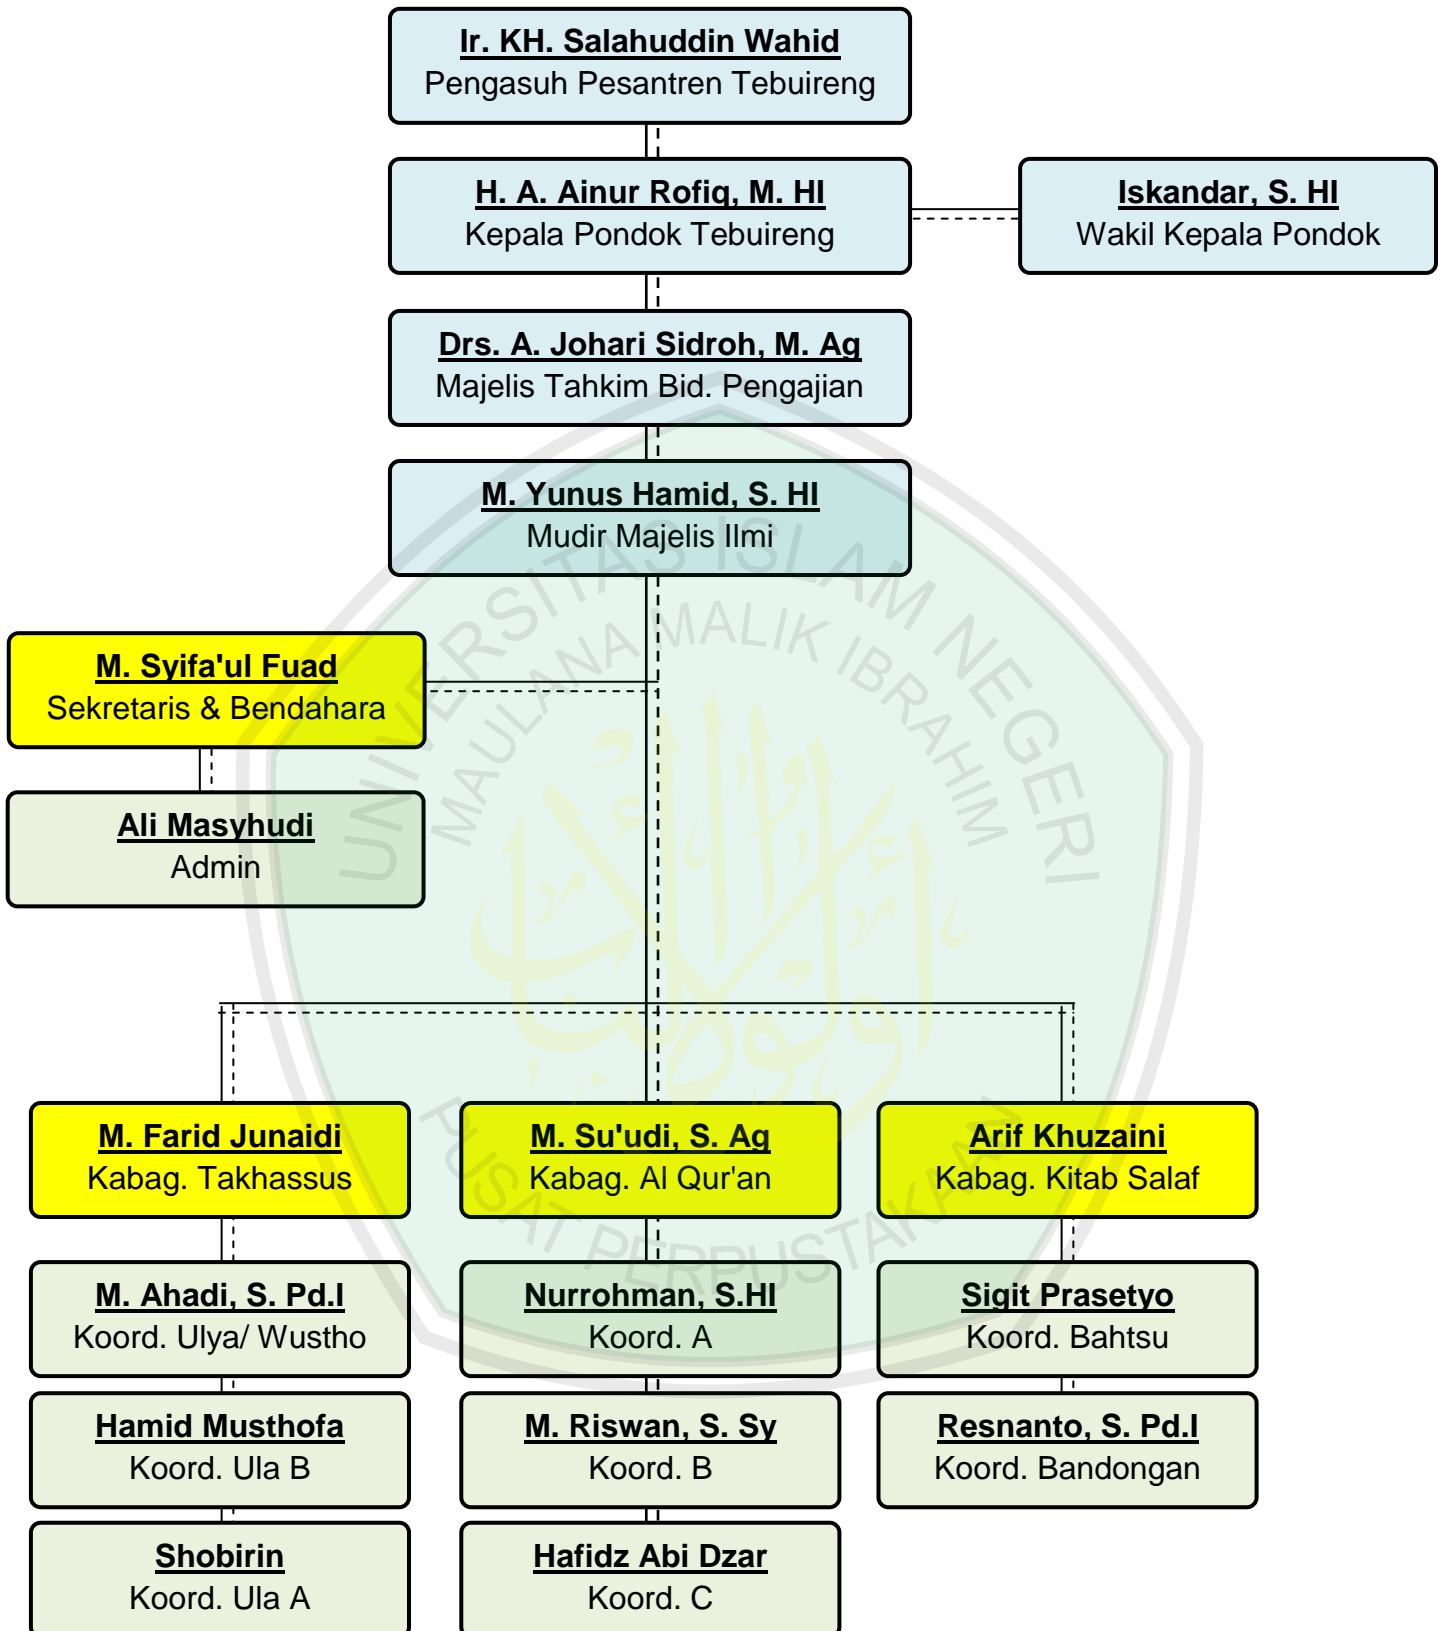 Ir. KH. Salahuddin Wahid
Pengasuh Pesantren Tebuireng
H. A. Ainur Rofiq, M. HI
Kepala Pondok Tebuireng
Iskandar, S. HI
Wakil Kepala Pondok
Drs. A. Johari Sidroh, M. Ag
Majelis Tahkim Bid. Pengajian
M. Yunus Hamid, S. HI
Mudir Majelis Ilmi
UNIVERSITAS ISLAM NEGERI
MAULANA MALIK IBRAHIM
M. Syifa'ul Fuad
Sekretaris & Bendahara
Ali Masyhudi
Admin
M. Farid Junaidi
Kabag. Takhassus
M. Su'udi, S. Ag
Kabag. Al Qur'an
Arif Khuzaini
Kabag. Kitab Salaf
PUSAT PERPUSTAKAAN
M. Ahadi, S. Pd.I
Koord. Ulya/ Wustho
Nurrohman, S.HI
Koord. A
Sigit Prasetyo
Koord. Bahtsu
Hamid Musthofa
Koord. Ula B
M. Riswan, S. Sy
Koord. B
Resnanto, S. Pd.I
Koord. Bandongan
Shobirin
Koord. Ula A
Hafidz Abi Dzar
Koord. C